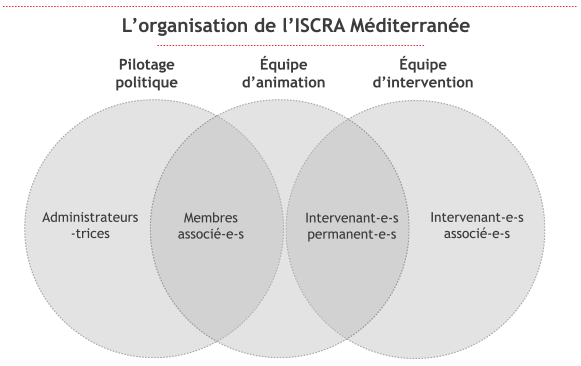 L'organisation de l'ISCRA Méditerranée
Pilotage
politique
Équipe
d'animation
Équipe
d'intervention
Administrateurs
-trices
Membres
associé-e-s
Intervenant-e-s
permanent-e-s
Intervenant-e-s
associé-e-s